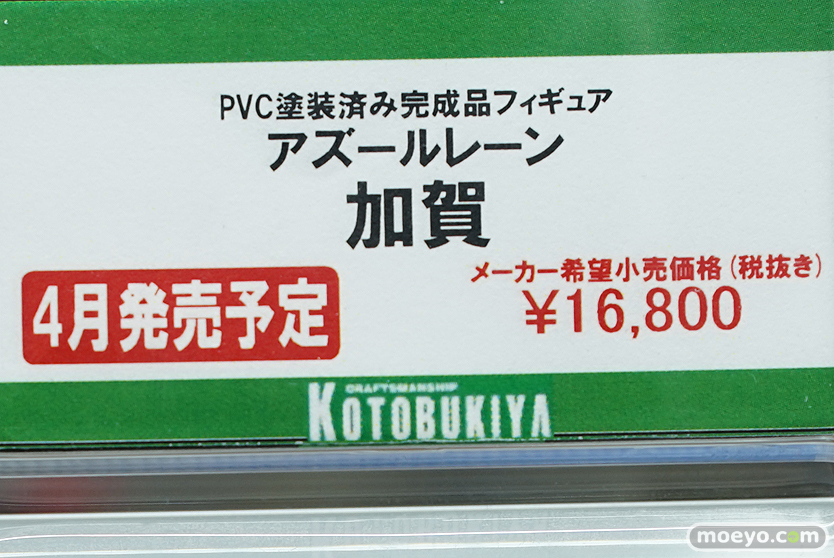 PVC塗装済み完成品フィギュア
アズールレーン
加賀
メーカー希望小売価格(税抜き)
4月発売予定
¥16,800
CRAFTSMANSHIP
KOTOBUKIYA
moeyo.com